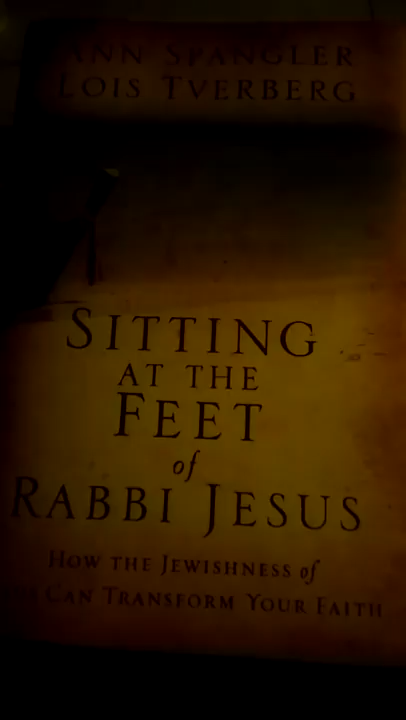 ANN SPANGLER
LOIS TVERBERG
SITTING
AT THE
FEET
of
RABBI JESUS
HOW THE JEWISHNESS of
CAN TRANSFORM YOUR FAITH